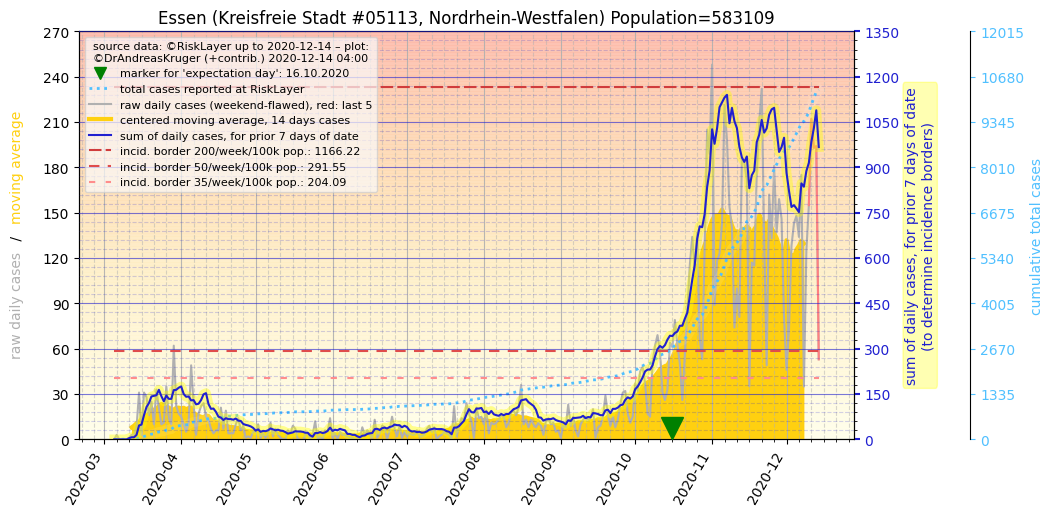 Essen (Kreisfreie Stadt #05113, Nordrhein-Westfalen) Population=583109
source data: ©RiskLayer up to 2020-12-14 – plot:
©DrAndreasKruger (+contrib.) 2020-12-14 04:00
marker for 'expectation day': 16.10.2020
total cases reported at RiskLayer
raw daily cases (weekend-flawed), red: last 5
centered moving average, 14 days cases
sum of daily cases, for prior 7 days of date
incid. border 200/week/100k pop.: 1166.22
incid. border 50/week/100k pop.: 291.55
incid. border 35/week/100k pop.: 204.09
raw daily cases / moving average
270
240
210
180
150
120
90
60
30
0
1350
1200
1050
900
750
600
450
300
150
0
sum of daily cases, for prior 7 days of date
(to determine incidence borders)
12015
10680
9345
8010
6675
5340
4005
2670
1335
0
cumulative total cases
2020-03
2020-04
2020-05
2020-06
2020-07
2020-08
2020-09
2020-10
2020-11
2020-12